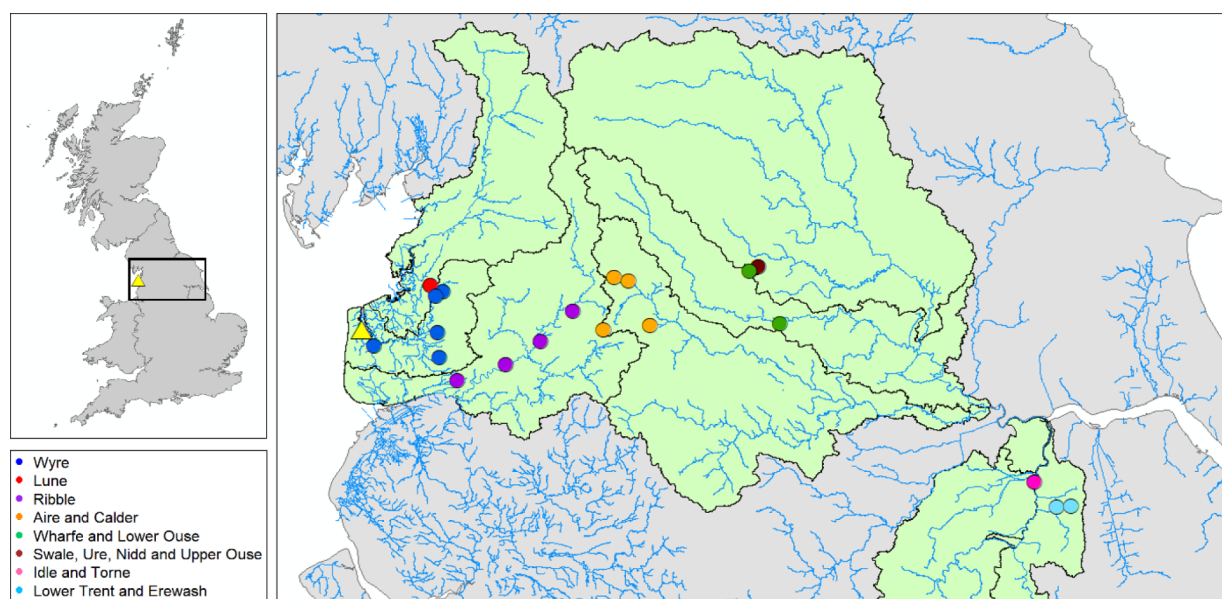 Wyre
Lune
Ribble
Aire and Calder
Wharfe and Lower Ouse
Swale, Ure, Nidd and Upper Ouse
Idle and Torne
Lower Trent and Erewash